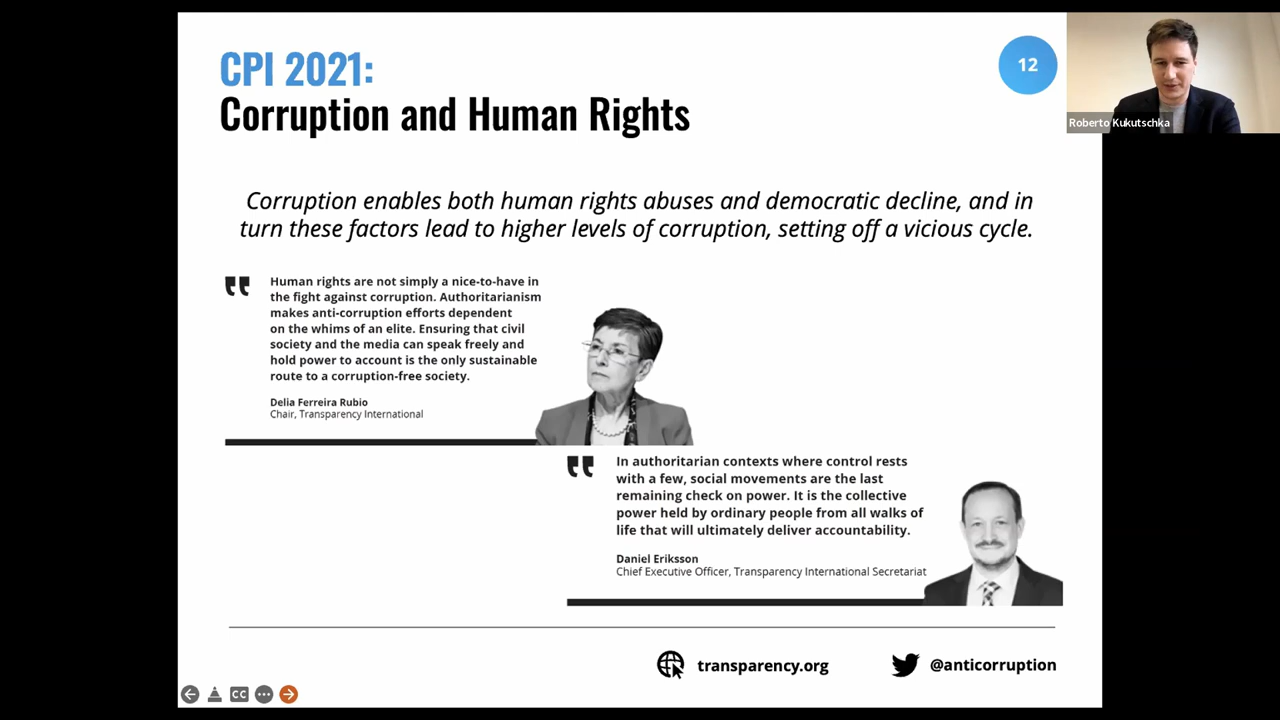 CPI 2021:
Corruption and Human Rights
12
Roberto Kukutschka
Corruption enables both human rights abuses and democratic decline, and in
turn these factors lead to higher levels of corruption, setting off a vicious cycle.
Human rights are not simply a nice-to-have in
the fight against corruption. Authoritarianism
makes anti-corruption efforts dependent
on the whims of an elite. Ensuring that civil
society and the media can speak freely and
hold power to account is the only sustainable
route to a corruption-free society.
Delia Ferreira Rubio
Chair, Transparency International
In authoritarian contexts where control rests
with a few, social movements are the last
remaining check on power. It is the collective
power held by ordinary people from all walks of
life that will ultimately deliver accountability.
Daniel Eriksson
Chief Executive Officer, Transparency International Secretariat
transparency.org
@anticorruption
CC